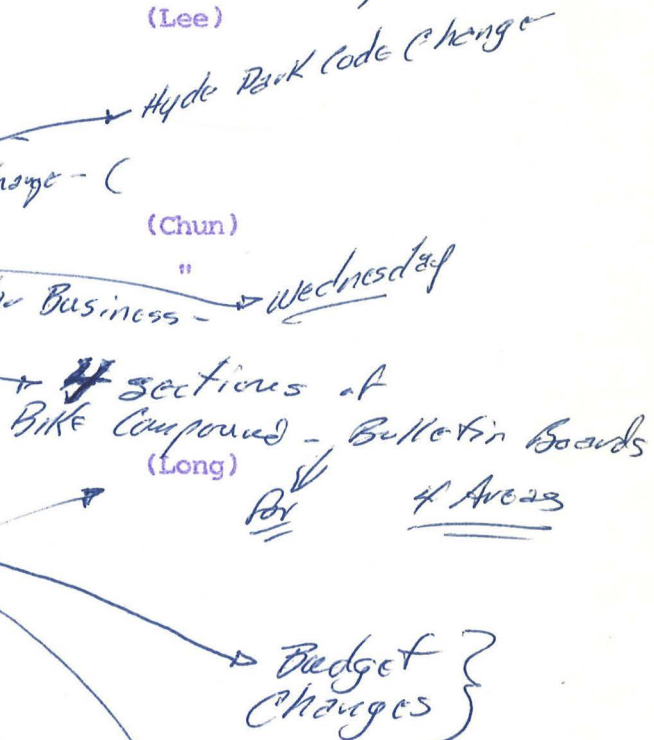 (Lee)
Hyde Park Code Change
hange - (
(Chun)
"
Business - Wednesday
4 sections of
Bike Compound - Bulletin Boards
(Long)
for 4 Areas
Budget
Changes }